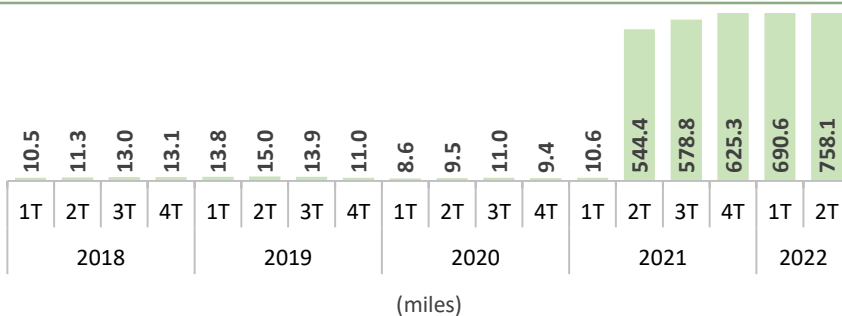 10.5 11.3 13.0 13.1 13.8 15.0 13.9 11.0 8.6 9.5 11.0 9.4 10.6 544.4 578.8 625.3 690.6 758.1
1T 2T 3T 4T 1T 2T 3T 4T 1T 2T 3T 4T 1T 2T 3T 4T 1T 2T
2018 2019 2020 2021 2022
(miles)